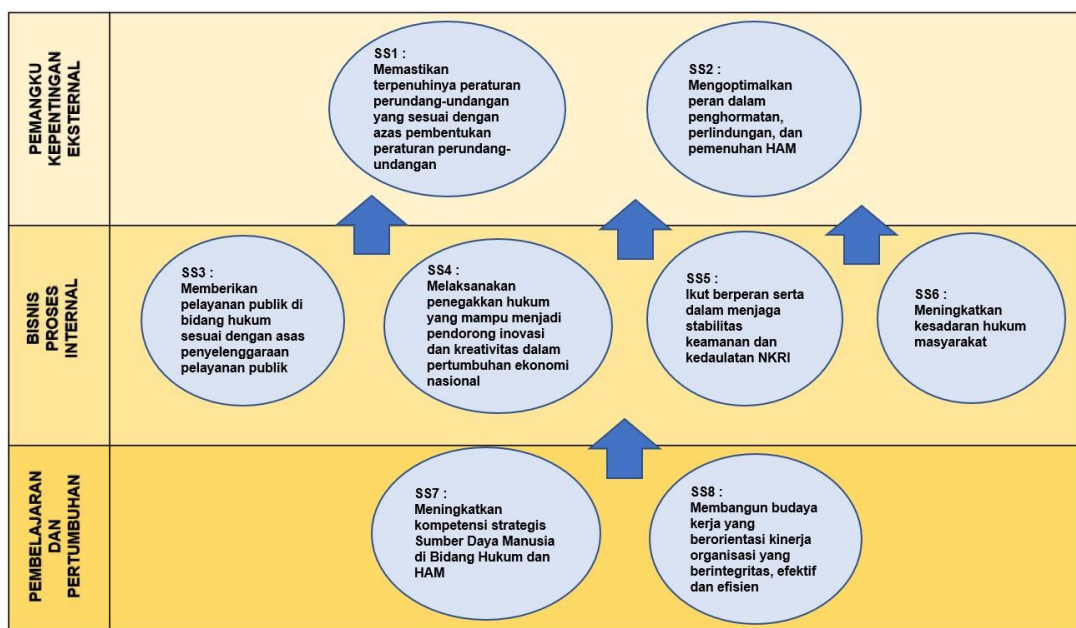 PEMANGKU
KEPENTINGAN
EKSTERNAL
SS1 :
Memastikan
terpenuhinya peraturan
perundang-undangan
yang sesuai dengan
azas pembentukan
peraturan perundang-
undangan
SS2 :
Mengoptimalkan
peran dalam
penghormatan,
perlindungan, dan
pemenuhan HAM
BISNIS
PROSES
INTERNAL
SS3 :
Memberikan
pelayanan publik di
bidang hukum
sesuai dengan asas
penyelenggaraan
pelayanan publik
SS4 :
Melaksanakan
penegakkan hukum
yang mampu menjadi
pendorong inovasi
dan kreativitas dalam
pertumbuhan ekonomi
nasional
SS5 :
Ikut berperan serta
dalam menjaga
stabilitas
keamanan dan
kedaulatan NKRI
SS6 :
Meningkatkan
kesadaran hukum
masyarakat
PEMBELAJARAN
DAN
PERTUMBUHAN
SS7 :
Meningkatkan
kompetensi strategis
Sumber Daya Manusia
di Bidang Hukum dan
HAM
SS8 :
Membangun budaya
kerja yang
berorientasi kinerja
organisasi yang
berintegritas, efektif
dan efisien